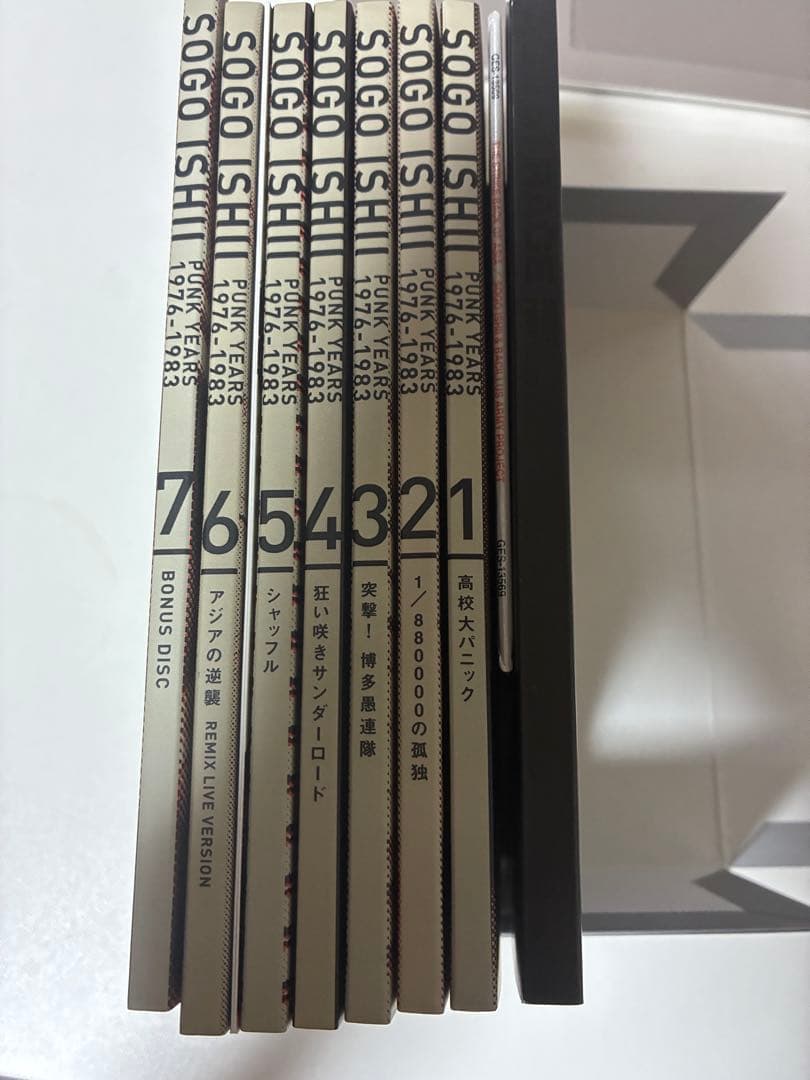 SOGO ISHII
PUNK YEARS
1976-1983
7
BONUS DISC
SOGO ISHII
PUNK YEARS
1976-1983
6
アジアの逆襲 REMIX LIVE VERSION
SOGO ISHII
PUNK YEARS
1976-1983
5
シャッフル
SOGO ISHII
PUNK YEARS
1976-1983
4
狂い咲きサンダーロード
SOGO ISHII
PUNK YEARS
1976-1983
3
突撃！博多愚連隊
SOGO ISHII
PUNK YEARS
1976-1983
2
1/880000の孤独
SOGO ISHII
PUNK YEARS
1976-1983
1
高校大パニック
GES-13569
PROJECT
GES-13569